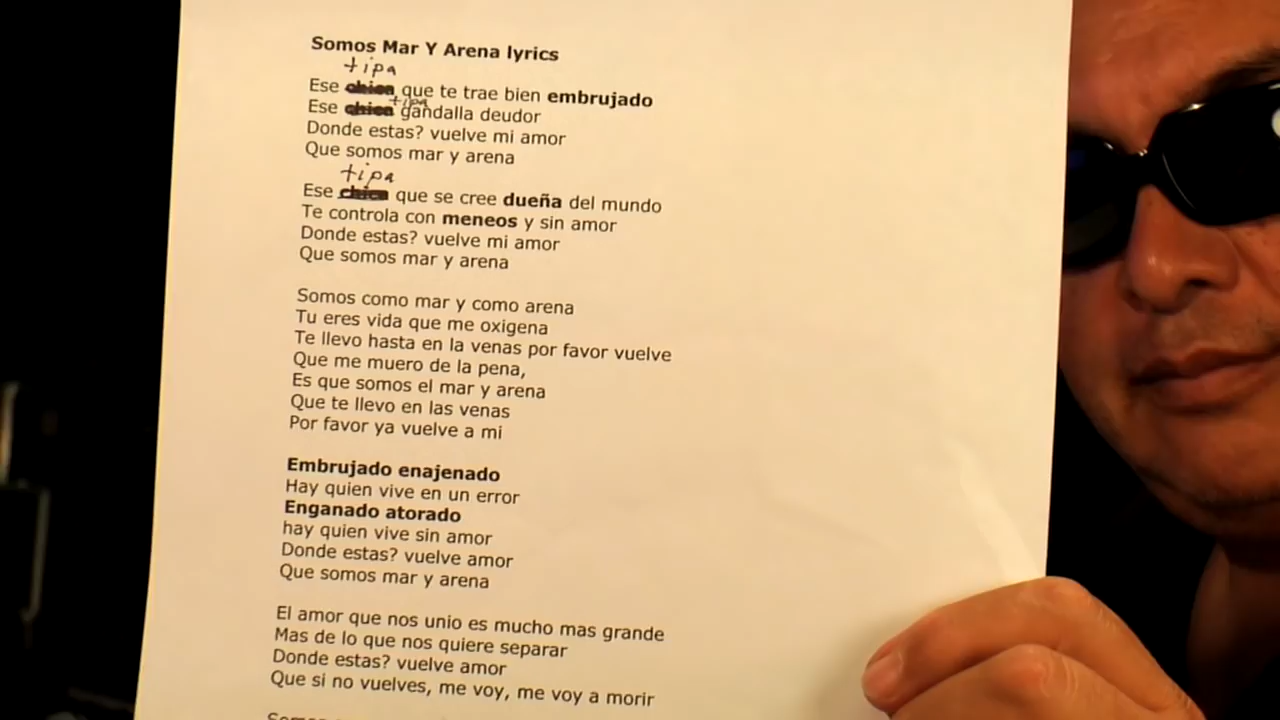 Somos Mar Y Arena lyrics
tipa
Ese chica que te trae bien embrujado
tipa
Ese chica gandalla deudor
Donde estas? vuelve mi amor
Que somos mar y arena
tipa
Ese chica que se cree dueña del mundo
Te controla con meneos y sin amor
Donde estas? vuelve mi amor
Que somos mar y arena
Somos como mar y como arena
Tu eres vida que me oxigena
Te llevo hasta en la venas por favor vuelve
Que me muero de la pena,
Es que somos el mar y arena
Que te llevo en las venas
Por favor ya vuelve a mi
Embrujado enajenado
Hay quien vive en un error
Enganado atorado
hay quien vive sin amor
Donde estas? vuelve amor
Que somos mar y arena
El amor que nos unio es mucho mas grande
Mas de lo que nos quiere separar
Donde estas? vuelve amor
Que si no vuelves, me voy, me voy a morir